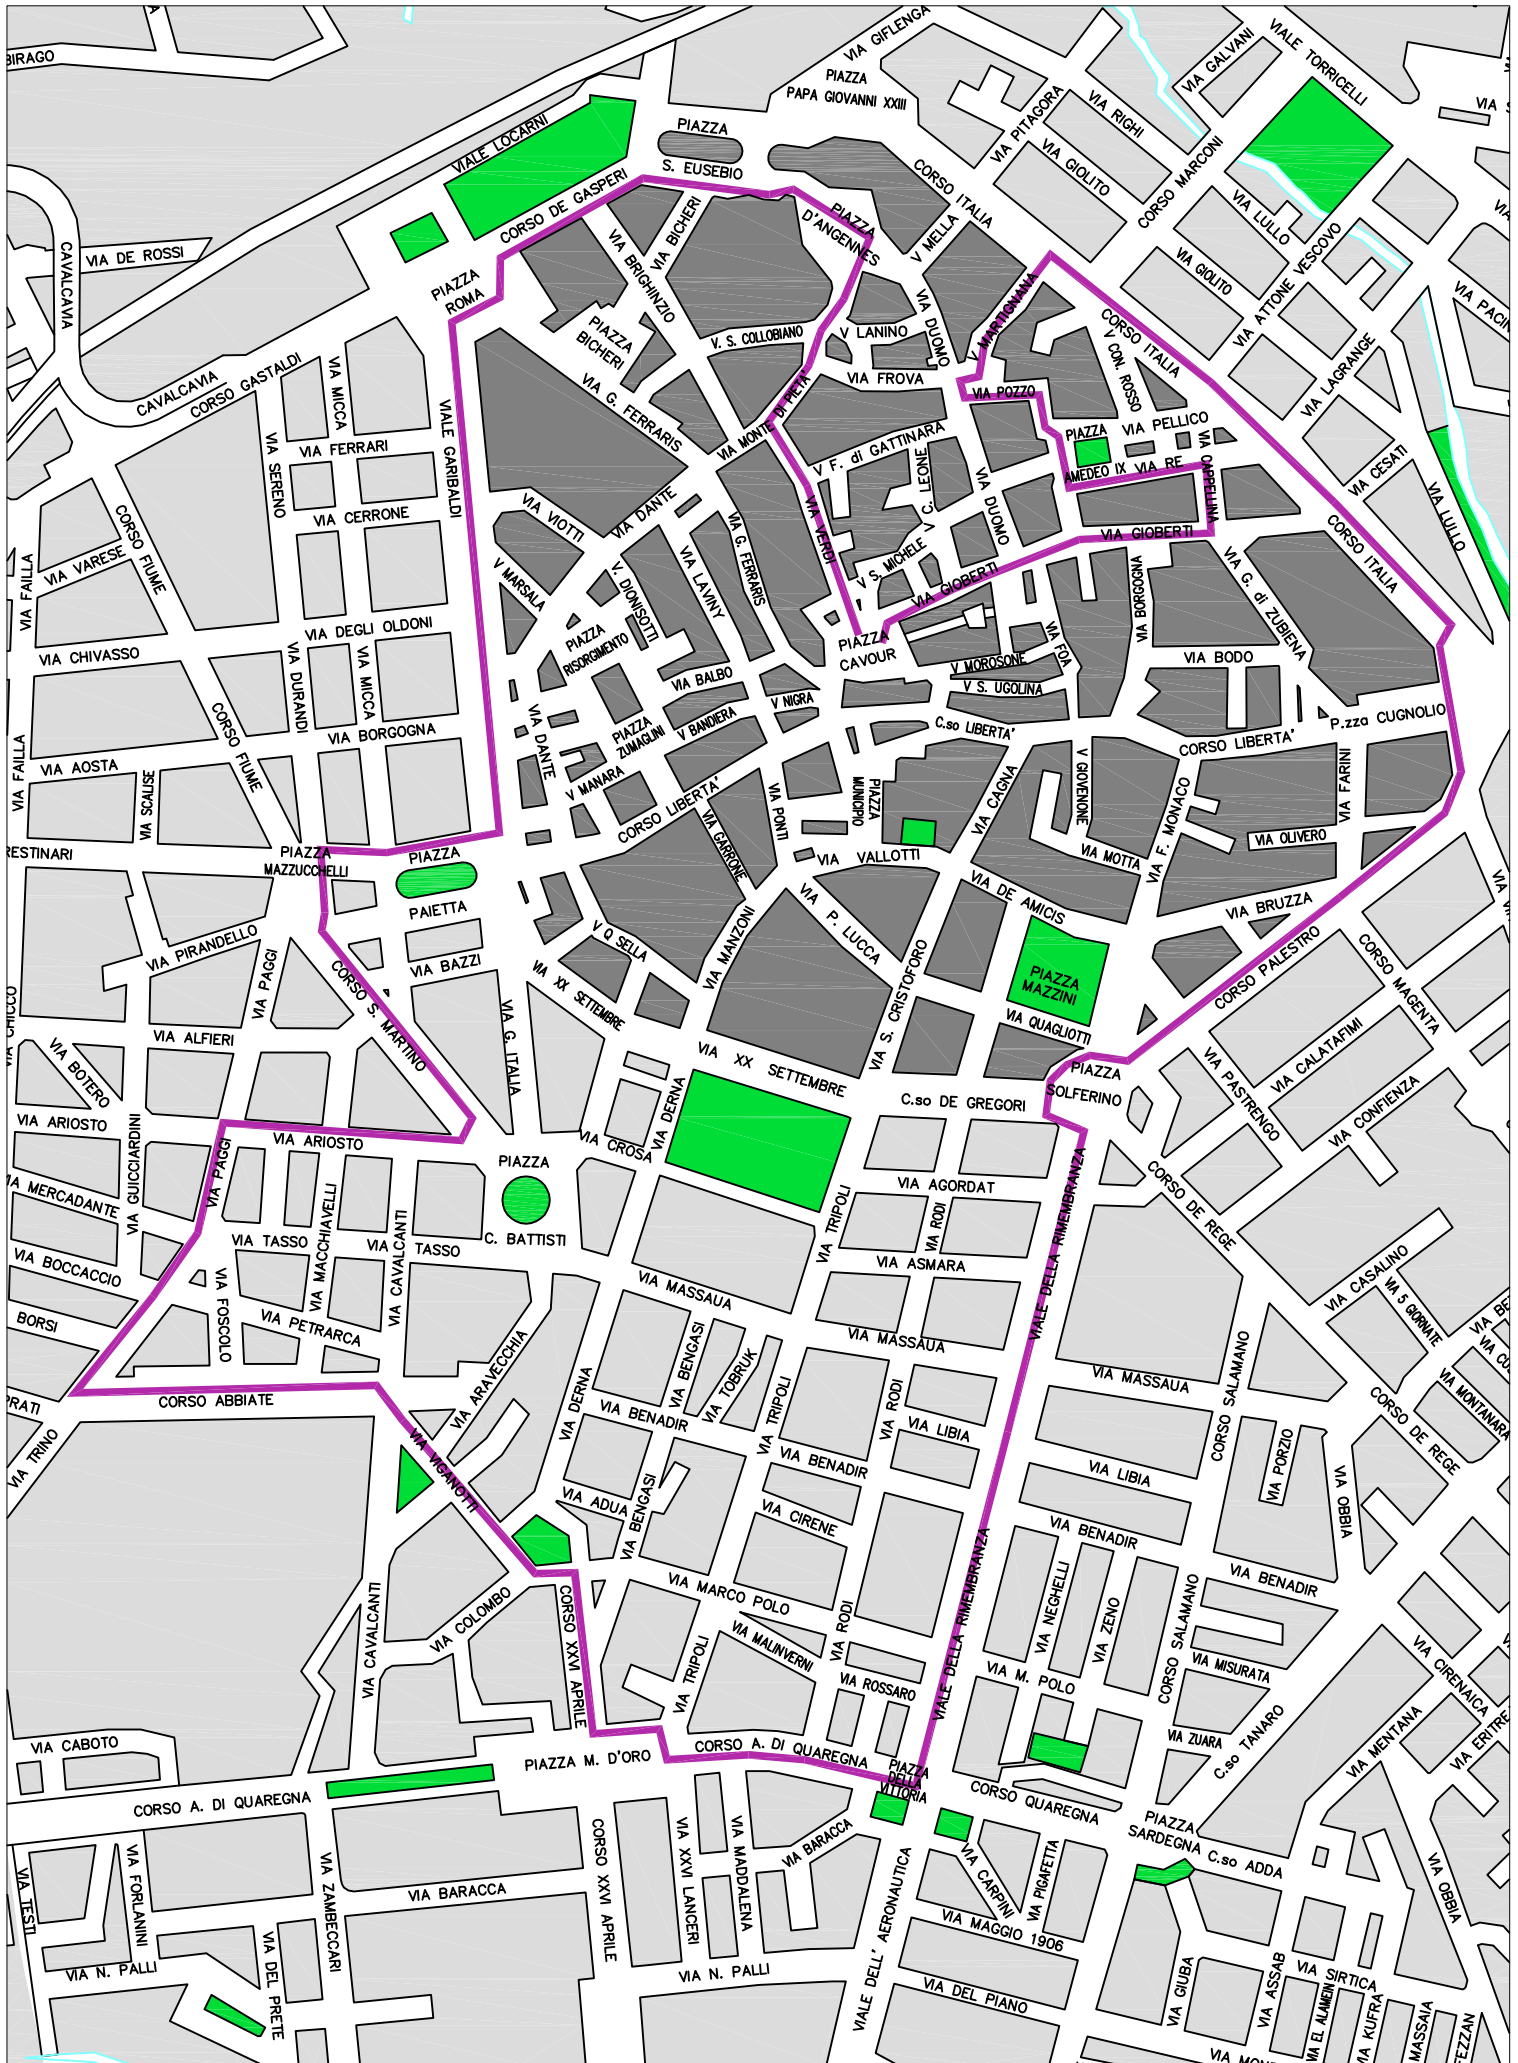 BIRAGO
VIA GIFLENGA
PIAZZA
PAPA GIOVANNI XXIII
VIA GALVANI
VIALE TORRICELLI
VIA RIGHI
VIA PITAGORA
VIA GIOLITO
CORSO MARCONI
VIALE LOCARNI
PIAZZA
S. EUSEBIO
CORSO DE GASPERI
CORSO ITALIA
VIA LULLO
VIA GIOLITO
VIA ATTONE VESCOVO
VIA PACIN
CAVALCAVIA
VIA DE ROSSI
PIAZZA
ROMA
VIA BRIGHINZIO
VIA BICHERI
PIAZZA
D'ANGENNES
V MELLA
VIA DUOMO
V MARTIGNANA
CORSO ITALIA
VIA LAGRANGE
PIAZZA
BICHERI
V. S. COLLOBIANO
V LANINO
VIA FROVA
VIA POZZO
V CON. ROSSO
CAVALCAVIA
CORSO GASTALDI
VIA MICCA
VIA FERRARI
VIA SERENO
VIALE GARIBALDI
VIA G. FERRARIS
VIA MONTE DI PIETA'
V F. di GATTINARA
V C. LEONE
PIAZZA
AMEDEO IX
VIA PELLICO
VIA RE
VIA CAPPELLINA
VIA CESATI
VIA LULLO
CORSO FIUME
VIA CERRONE
VIA VARESE
VIA FAILLA
VIA VIOTTI
VIA DANTE
V MARSALA
V. DIONISOTTI
VIA LAVINY
VIA G. FERRARIS
VIA VERDI
VIA DUOMO
V S. MICHELE
VIA GIOBERTI
VIA GIOBERTI
VIA BORGOGNA
VIA G. di ZUBIENA
CORSO ITALIA
VIA CHIVASSO
VIA DEGLI OLDONI
VIA DURANDI
VIA MICCA
PIAZZA
RISORGIMENTO
VIA BALBO
V NIGRA
PIAZZA
CAVOUR
V MOROSONE
V S. UGOLINA
VIA FOA
VIA BODO
CORSO FIUME
VIA BORGOGNA
VIA AOSTA
VIA FAILLA
VIA SCALISE
VIA DANTE
PIAZZA
ZUMAGLINI
V BANDIERA
V MANARA
CORSO LIBERTA'
C.so LIBERTA'
CORSO LIBERTA'
P.zza CUGNOLIO
VIA CAGNA
V GIOVENONE
VIA F. MONACO
VIA FARINI
VIA OLIVERO
VIA MOTTA
PIAZZA
MUNICIPIO
VIA PONTI
VIA GARRONE
VIA VALLOTTI
RESTINARI
PIAZZA
MAZZUCCHELLI
PIAZZA
PAIETTA
VIA DE AMICIS
VIA BRUZZA
VIA PIRANDELLO
VIA PAGGI
VIA BAZZI
V Q SELLA
VIA MANZONI
VIA P. LUCCA
VIA S. CRISTOFORO
PIAZZA
MAZZINI
VIA QUAGLIOTTI
CORSO PALESTRO
CORSO MAGENTA
CORSO S. MARTINO
VIA XX SETTEMBRE
VIA XX SETTEMBRE
VIA ALFIERI
VIA BOTERO
VIA G. ITALIA
PIAZZA
SOLFERINO
C.so DE GREGORI
VIA PASTRENGO
VIA CALATAFIMI
VIA CONFIENZA
VIA ARIOSTO
VIA ARIOSTO
VIA GUICCIARDINI
VIA PAGGI
VIA DERNA
VIA CROSA
PIAZZA
C. BATTISTI
VIA MERCADANTE
VIA MACCHIAVELLI
VIA CAVALCANTI
VIA TASSO
VIA TASSO
VIA TRIPOLI
VIA AGORDAT
VIA RODI
VIA ASMARA
VIALE DELLA RIMEMBRANZA
CORSO DE REGE
VIA BOCCACCIO
BORSI
VIA FOSCOLO
VIA PETRARCA
VIA MASSAUA
VIA MASSAUA
VIA MASSAUA
VIA CASALINO
VIA 5 GIORNATE
VIA MONTANARA
CORSO ABBIATE
PRATI
VIA TRINO
VIA ARAVECCHIA
VIA DERNA
VIA BENGASI
VIA TOBRUK
VIA BENADIR
VIA TRIPOLI
VIA RODI
VIA LIBIA
VIA LIBIA
CORSO SALAMANO
CORSO DE REGE
VIA PORZIO
VIA OBBIA
VIA VIGANOTTI
VIA ADUA
VIA BENGASI
VIA BENADIR
VIA CIRENE
VIA BENADIR
VIA BENADIR
VIA COLOMBO
VIA CAVALCANTI
CORSO XXVI APRILE
VIA MARCO POLO
VIA MALINVERNI
VIA TRIPOLI
VIA RODI
VIA ROSSARO
VIALE DELLA RIMEMBRANZA
VIA NEGHELLI
VIA ZENO
VIA M. POLO
CORSO SALAMANO
VIA MISURATA
VIA ZUARA
C.so TANARO
VIA CIRENAICA
VIA MENTANA
VIA ERITREA
VIA CABOTO
CORSO A. DI QUAREGNA
PIAZZA M. D'ORO
CORSO A. DI QUAREGNA
PIAZZA
DELLA
VITTORIA
CORSO QUAREGNA
PIAZZA
SARDEGNA
C.so ADDA
VIA TESTI
VIA FORLANINI
VIA ZAMBECCARI
VIA BARACCA
CORSO XXVI APRILE
VIA XXVI LANCERI
VIA MADDALENA
VIA BARACCA
VIALE DELL' AERONAUTICA
VIA CARPINI
VIA PIGAFETTA
VIA MAGGIO 1906
VIA OBBIA
VIA N. PALLI
VIA DEL PRETE
VIA N. PALLI
VIA DEL PIANO
VIA GIUBA
VIA ASSAB
VIA SIRTICA
VIA EL ALAMEIN
VIA KUFRA
MASSAIA